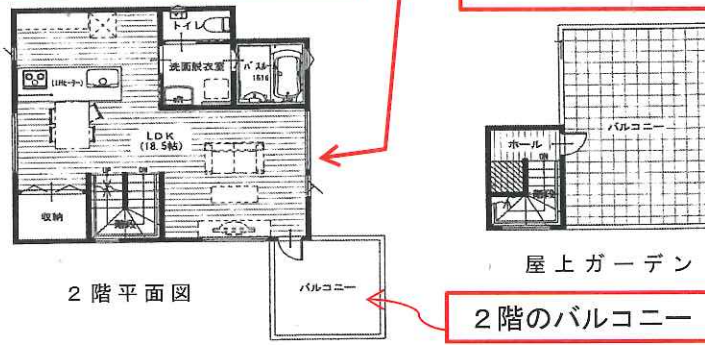 トイレ
洗面脱衣室
バスルーム
1616
(IHヒーター)
LDK
(18.5帖)
UP
DN
収納
階段
2階平面図
バルコニー
ホール
DN
階段
バルコニー
屋上ガーデン
2階のバルコニー